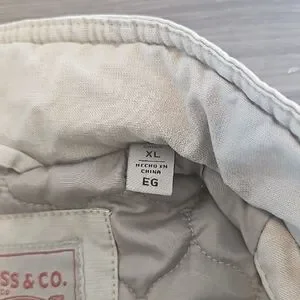 XL
HECHO EN
CHINA
EG
SS & CO.